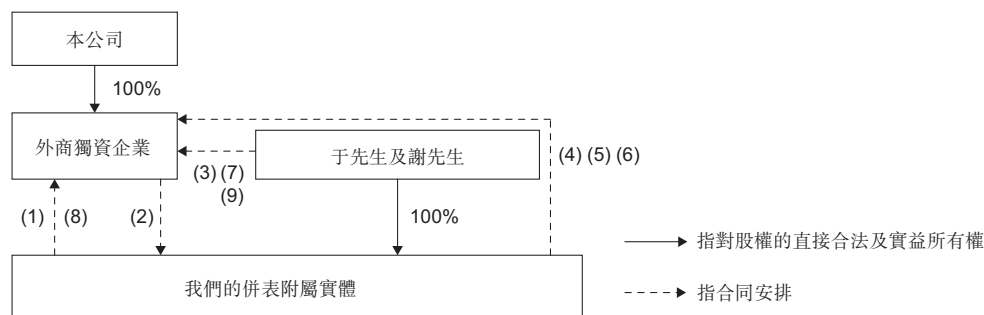 本公司
100%
外商獨資企業
于先生及謝先生
(4) (5) (6)
(3) (7)
(9)
(1) (8) (2)
100%
指對股權的直接合法及實益所有權
我們的併表附屬實體
指合同安排